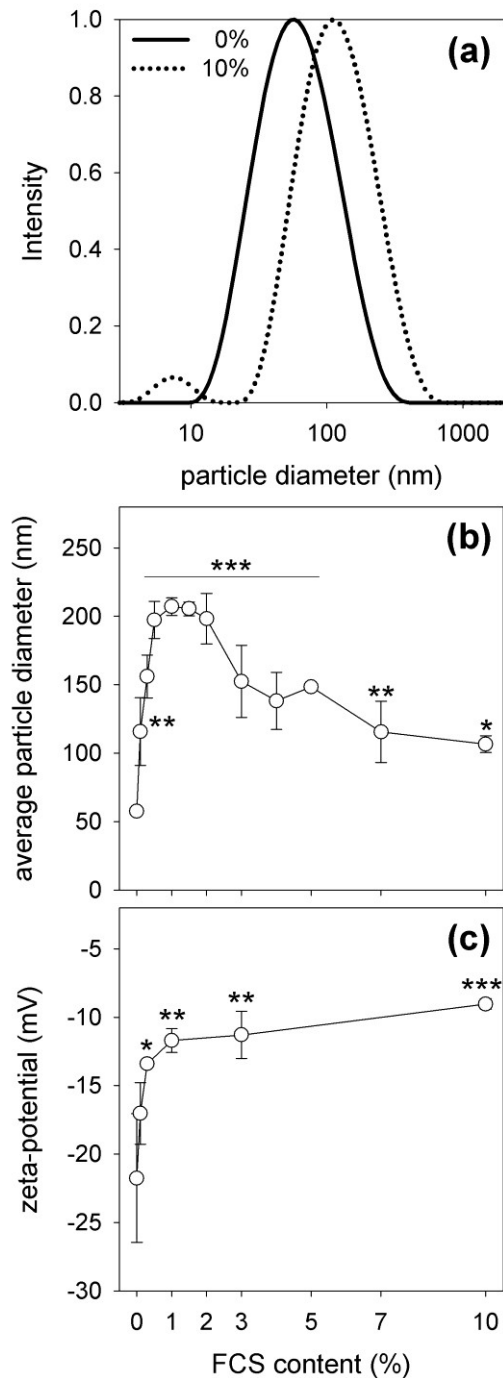 (a)
0%
10%
1.0
0.8
0.6
0.4
0.2
0.0
Intensity
10 100 1000
particle diameter (nm)
(b)
250
200
150
100
50
0
average particle diameter (nm)
***
**
**
*
(c)
-5
-10
-15
-20
-25
-30
zeta-potential (mV)
*
**
**
***
0 1 2 3 5 7 10
FCS content (%)